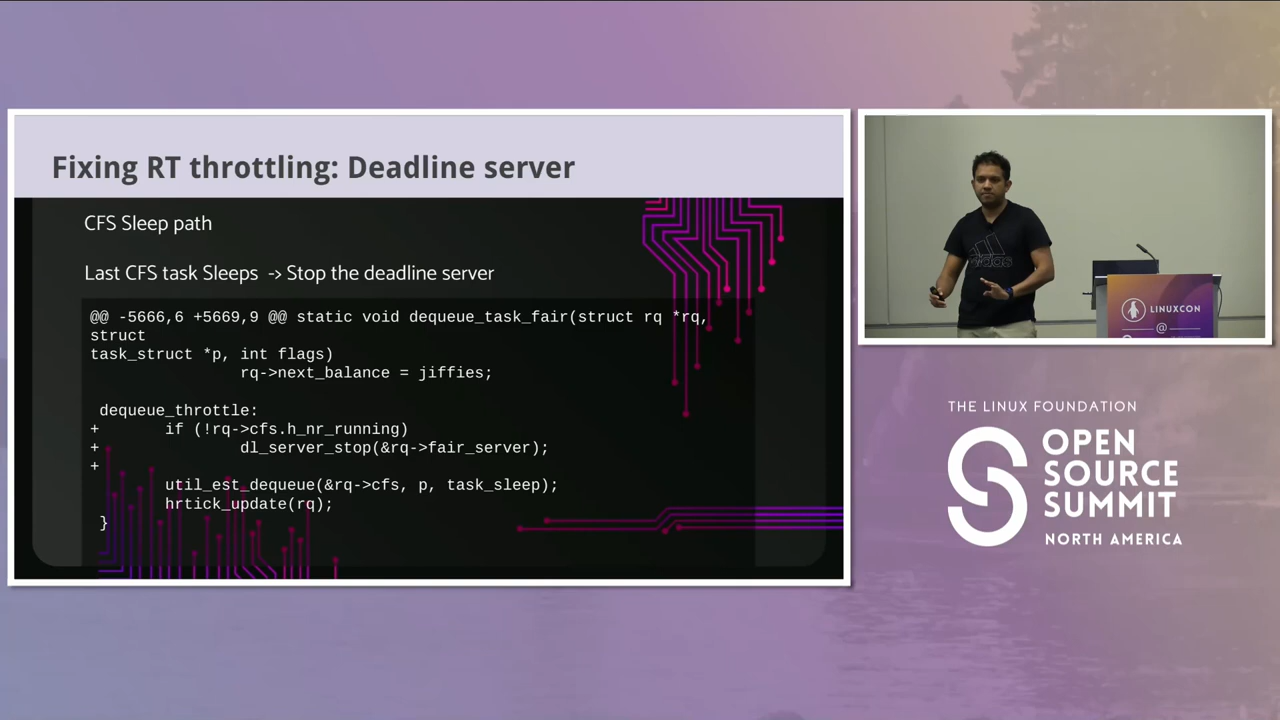 Fixing RT throttling: Deadline server
CFS Sleep path
Last CFS task Sleeps -> Stop the deadline server
@@ -5666,6 +5669,9 @@ static void dequeue_task_fair(struct rq *rq,
struct
task_struct *p, int flags)
rq->next_balance = jiffies;
dequeue_throttle:
+ if (!rq->cfs.h_nr_running)
+ dl_server_stop(&rq->fair_server);
+
util_est_dequeue(&rq->cfs, p, task_sleep);
hrtick_update(rq);
}
adidas
LINUXCON
@
THE LINUX FOUNDATION
OPEN
SOURCE
SUMMIT
NORTH AMERICA